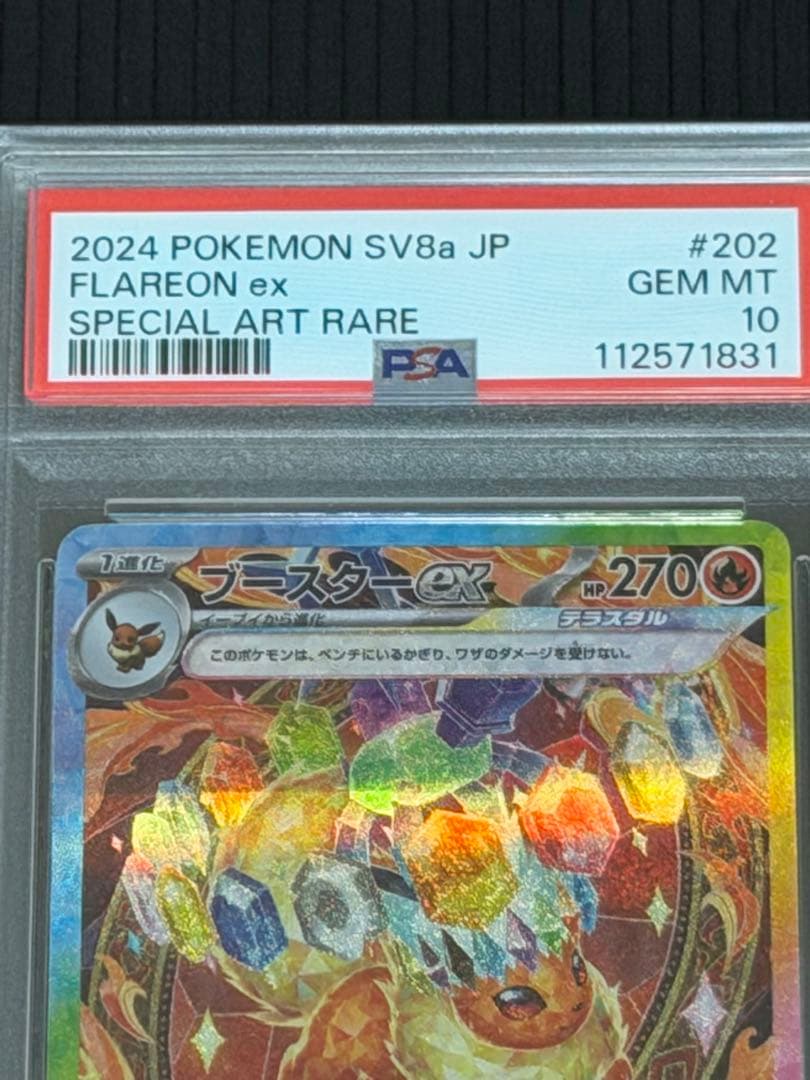 2024 POKEMON SV8a JP #202
FLAREON ex GEM MT
SPECIAL ART RARE 10
PSA 112571831
1進化 ブースターex HP270
イーブイから進化 テラスタル
このポケモンは、ベンチにいるかぎり、ワザのダメージを受けない。